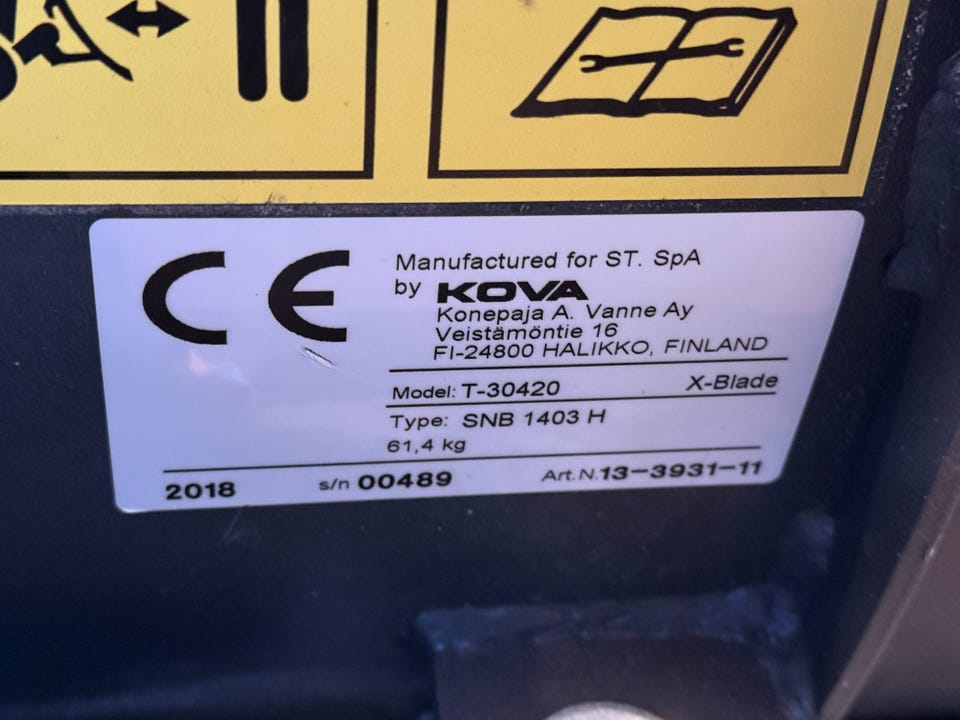 CE
Manufactured for ST. SpA
by KOVA
Konepaja A. Vanne Ay
Veistämöntie 16
FI-24800 HALIKKO, FINLAND
Model: T-30420 X-Blade
Type: SNB 1403 H
61,4 kg
2018 s/n 00489 Art.N.13-3931-11